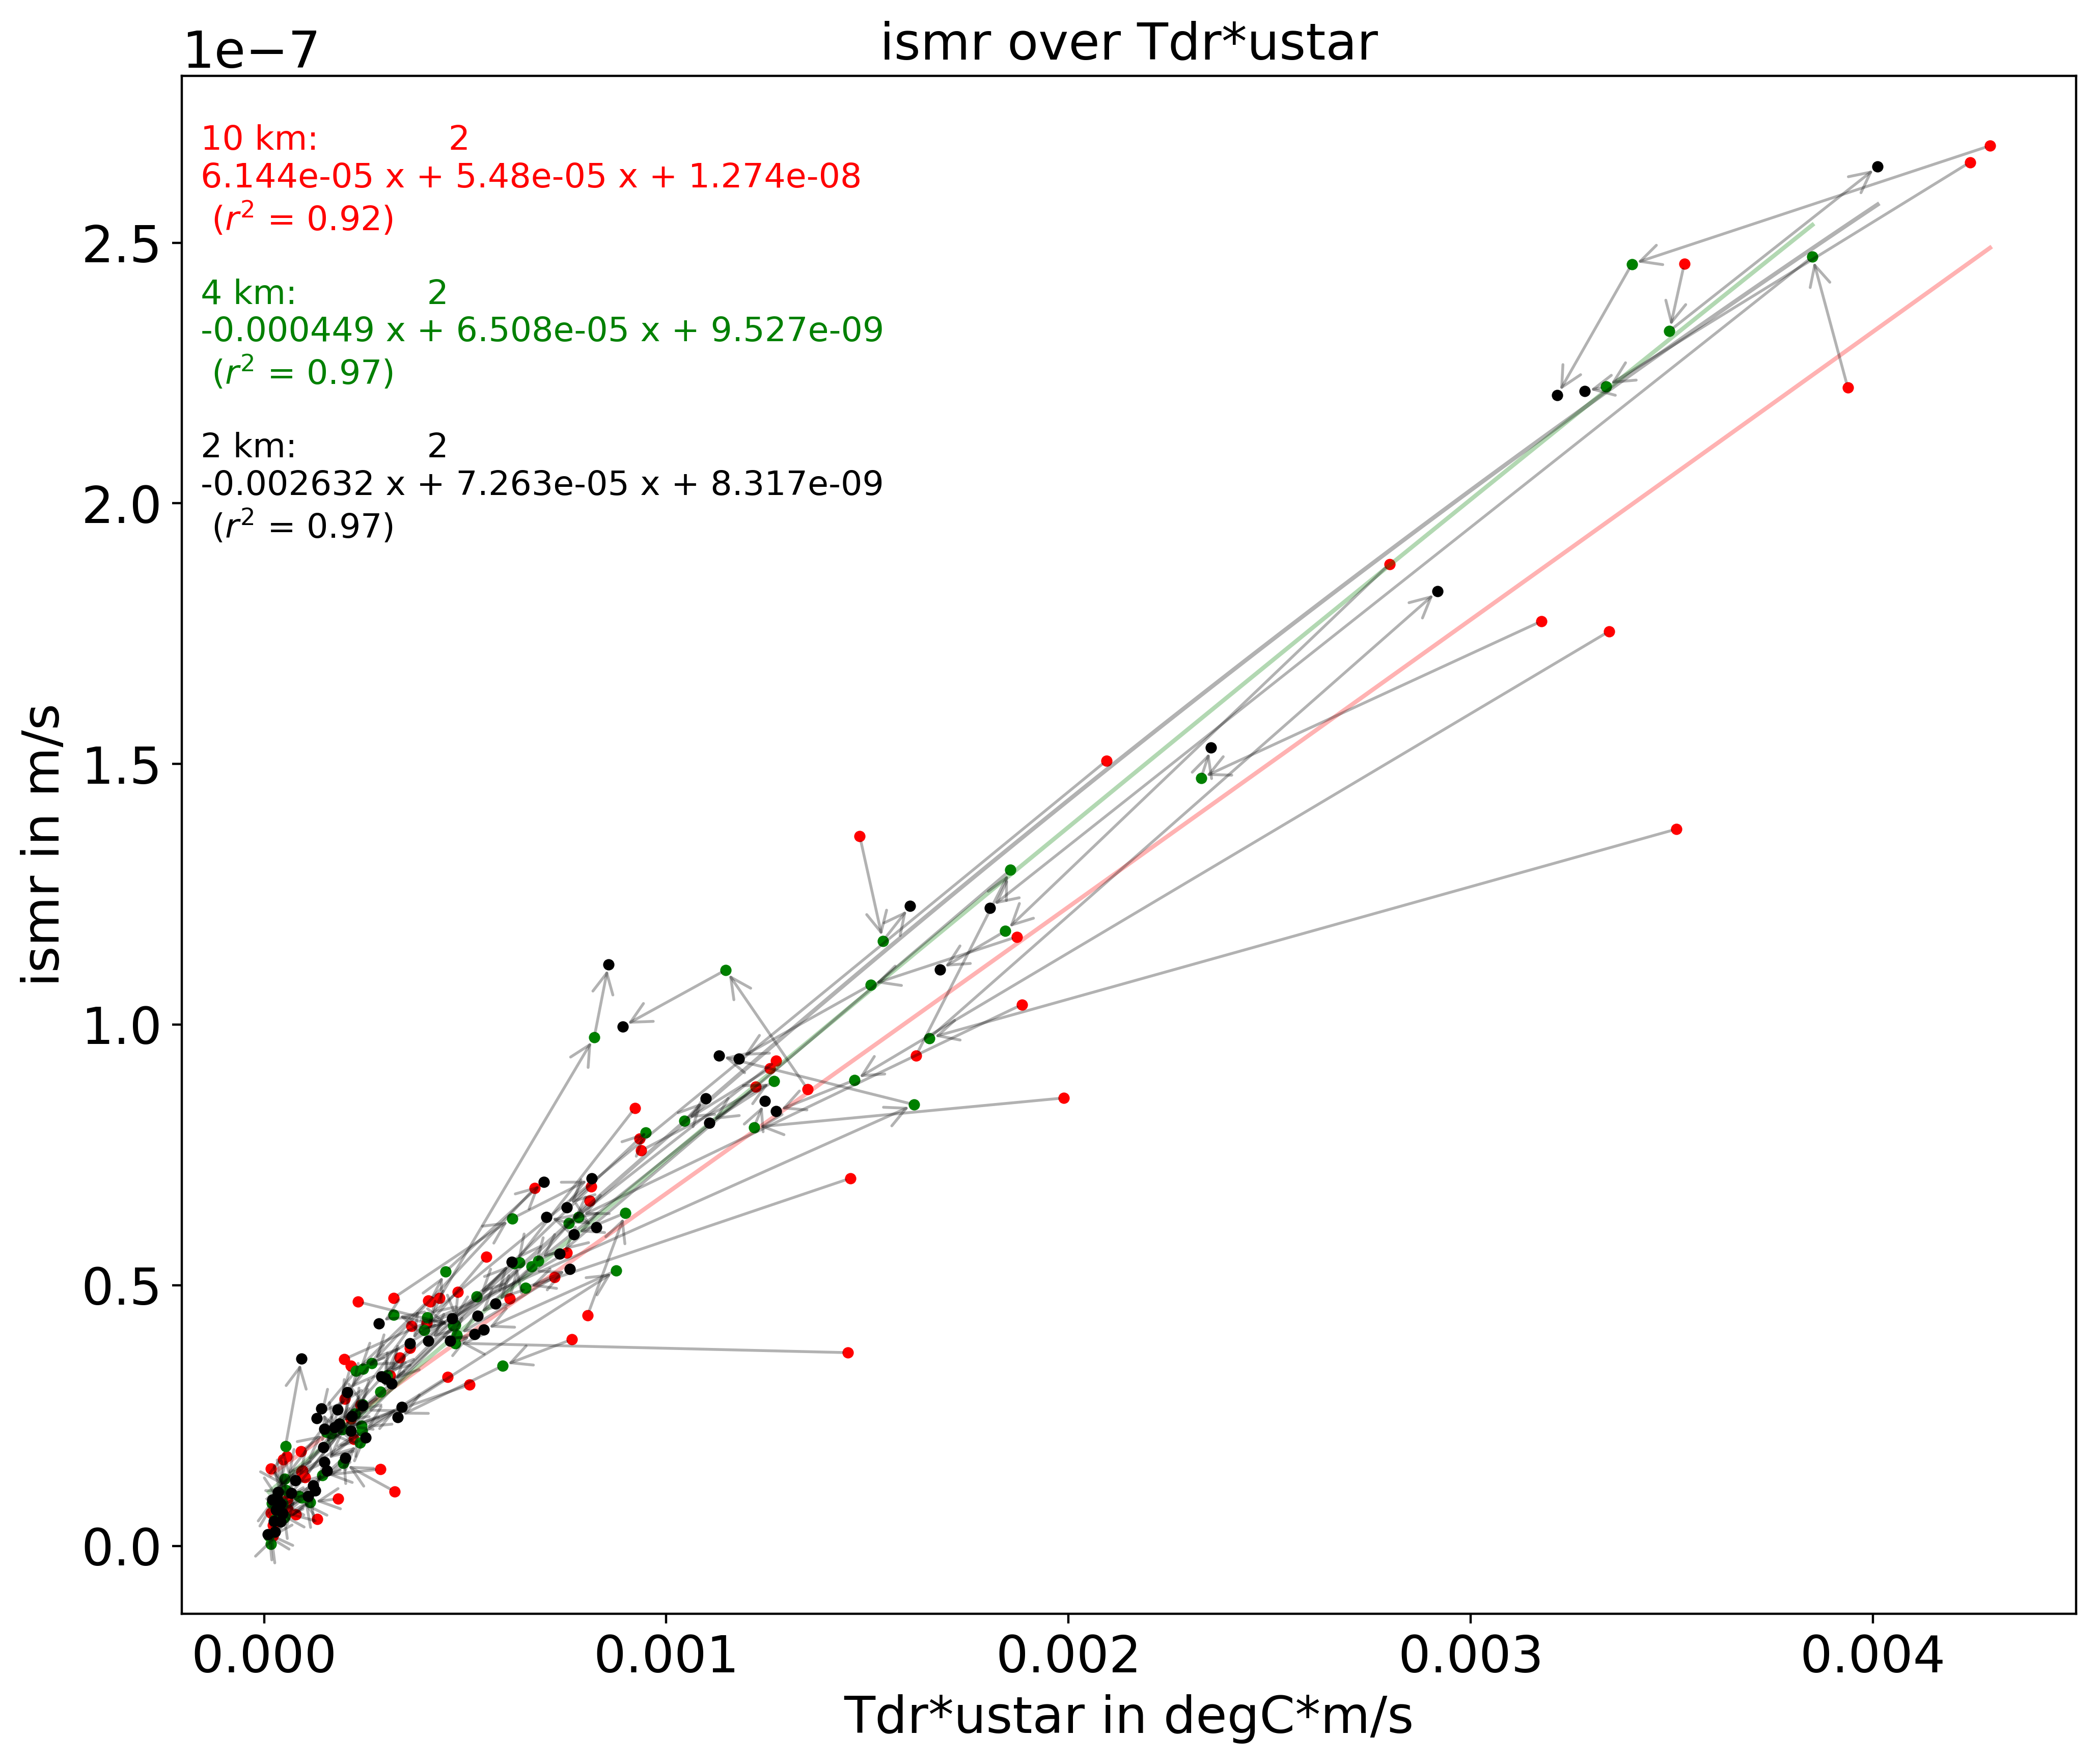 ismr over Tdr*ustar
1e−7
10 km: 2
6.144e-05 x + 5.48e-05 x + 1.274e-08
(r² = 0.92)
4 km: 2
-0.000449 x + 6.508e-05 x + 9.527e-09
(r² = 0.97)
2 km: 2
-0.002632 x + 7.263e-05 x + 8.317e-09
(r² = 0.97)
2.5
2.0
1.5
1.0
0.5
0.0
ismr in m/s
0.000 0.001 0.002 0.003 0.004
Tdr*ustar in degC*m/s